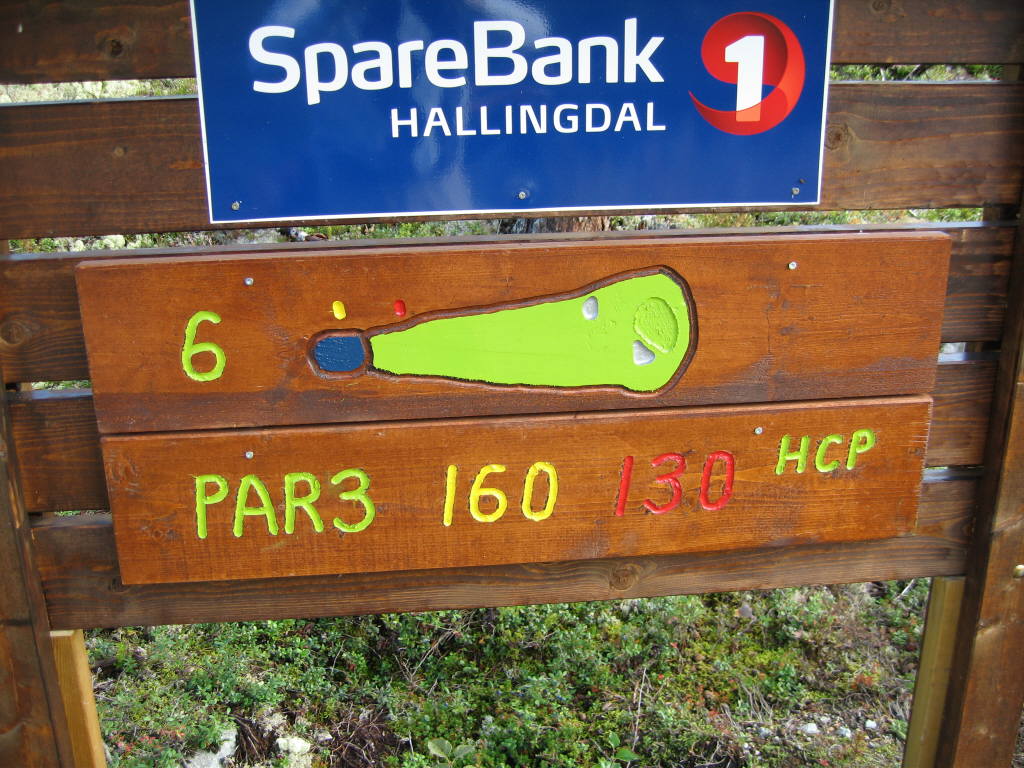 SpareBank 1
HALLINGDAL
6
PAR3 160 130 HCP